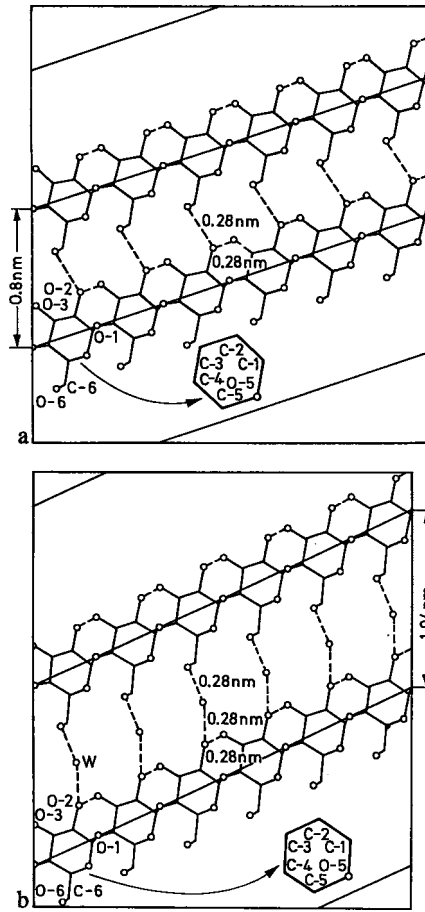 0.28nm
0.28nm
0.8nm
O-2
O-3
O-1
C-6
O-6
C-2
C-3 C-1
C-4 O-5
C-5
a
0.28nm
0.28nm
0.28nm
W
O-2
O-3
O-1
O-6 C-6
C-2
C-3 C-1
C-4 O-5
C-5
b